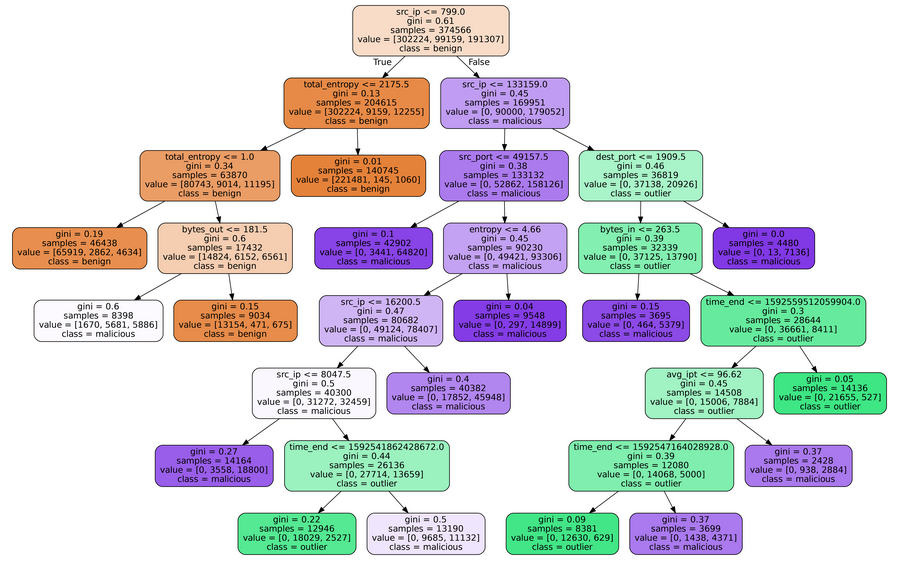 src_ip <= 799.0
gini = 0.61
samples = 374566
value = [302224, 99159, 191307]
class = benign
True
False
total_entropy <= 2175.5
gini = 0.13
samples = 204615
value = [302224, 9159, 12255]
class = benign
src_ip <= 133159.0
gini = 0.45
samples = 169951
value = [0, 90000, 179052]
class = malicious
total_entropy <= 1.0
gini = 0.34
samples = 63870
value = [80743, 9014, 11195]
class = benign
gini = 0.01
samples = 140745
value = [221481, 145, 1060]
class = benign
src_port <= 49157.5
gini = 0.38
samples = 133132
value = [0, 52862, 158126]
class = malicious
dest_port <= 1909.5
gini = 0.46
samples = 36819
value = [0, 37138, 20926]
class = outlier
gini = 0.19
samples = 46438
value = [65919, 2862, 4634]
class = benign
bytes_out <= 181.5
gini = 0.6
samples = 17432
value = [14824, 6152, 6561]
class = benign
gini = 0.1
samples = 42902
value = [0, 3441, 64820]
class = malicious
entropy <= 4.66
gini = 0.45
samples = 90230
value = [0, 49421, 93306]
class = malicious
bytes_in <= 263.5
gini = 0.39
samples = 32339
value = [0, 37125, 13790]
class = outlier
gini = 0.0
samples = 4480
value = [0, 13, 7136]
class = malicious
gini = 0.6
samples = 8398
value = [1670, 5681, 5886]
class = malicious
gini = 0.15
samples = 9034
value = [13154, 471, 675]
class = benign
src_ip <= 16200.5
gini = 0.47
samples = 80682
value = [0, 49124, 78407]
class = malicious
gini = 0.04
samples = 9548
value = [0, 297, 14899]
class = malicious
gini = 0.15
samples = 3695
value = [0, 464, 5379]
class = malicious
time_end <= 1592559512059904.0
gini = 0.3
samples = 28644
value = [0, 36661, 8411]
class = outlier
src_ip <= 8047.5
gini = 0.5
samples = 40300
value = [0, 31272, 32459]
class = malicious
gini = 0.4
samples = 40382
value = [0, 17852, 45948]
class = malicious
avg_ipt <= 96.62
gini = 0.45
samples = 14508
value = [0, 15006, 7884]
class = outlier
gini = 0.05
samples = 14136
value = [0, 21655, 527]
class = outlier
gini = 0.27
samples = 14164
value = [0, 3558, 18800]
class = malicious
time_end <= 1592541862428672.0
gini = 0.44
samples = 26136
value = [0, 27714, 13659]
class = outlier
time_end <= 1592547164028928.0
gini = 0.39
samples = 12080
value = [0, 14068, 5000]
class = outlier
gini = 0.37
samples = 2428
value = [0, 938, 2884]
class = malicious
gini = 0.22
samples = 12946
value = [0, 18029, 2527]
class = outlier
gini = 0.5
samples = 13190
value = [0, 9685, 11132]
class = malicious
gini = 0.09
samples = 8381
value = [0, 12630, 629]
class = outlier
gini = 0.37
samples = 3699
value = [0, 1438, 4371]
class = malicious